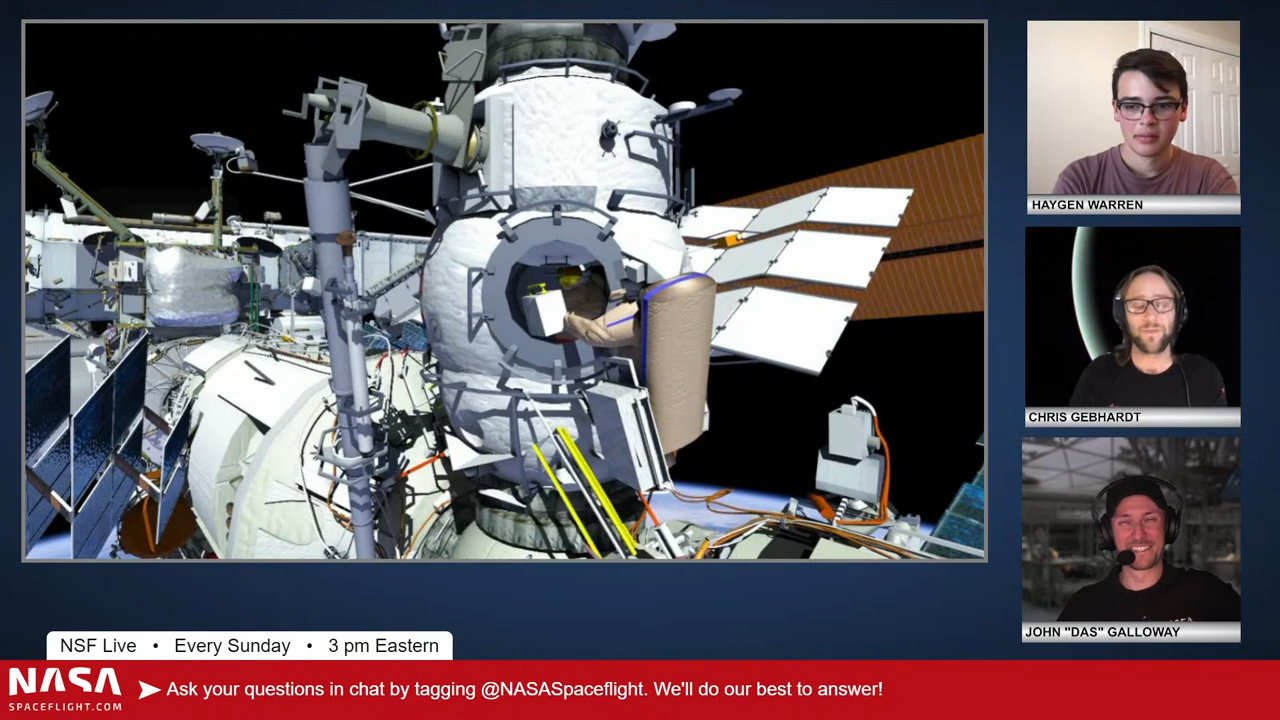 HAYGEN WARREN
CHRIS GEBHARDT
JOHN "DAS" GALLOWAY
NSF Live • Every Sunday • 3 pm Eastern
NASA
SPACEFLIGHT.COM
Ask your questions in chat by tagging @NASASpaceflight. We'll do our best to answer!